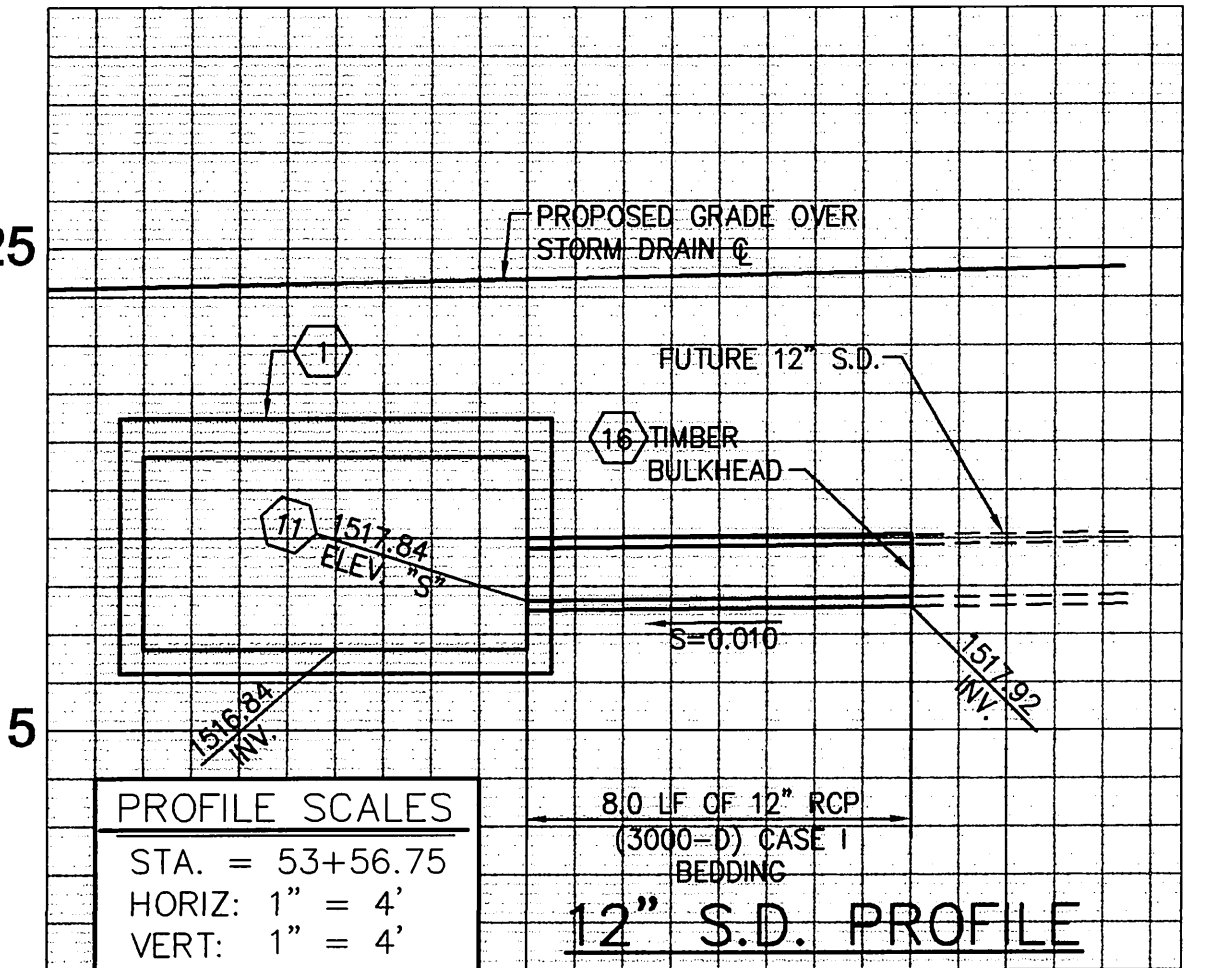 PROPOSED GRADE OVER
STORM DRAIN ℄
25
1
FUTURE 12" S.D.
16 TIMBER
BULKHEAD
11
1517.84
ELEV. "S"
S=0.010
1517.92
INV.
1516.84
INV.
5
PROFILE SCALES
STA. = 53+56.75
HORIZ: 1" = 4'
VERT: 1" = 4'
8.0 LF OF 12" RCP
(3000-D) CASE I
BEDDING
12" S.D. PROFILE